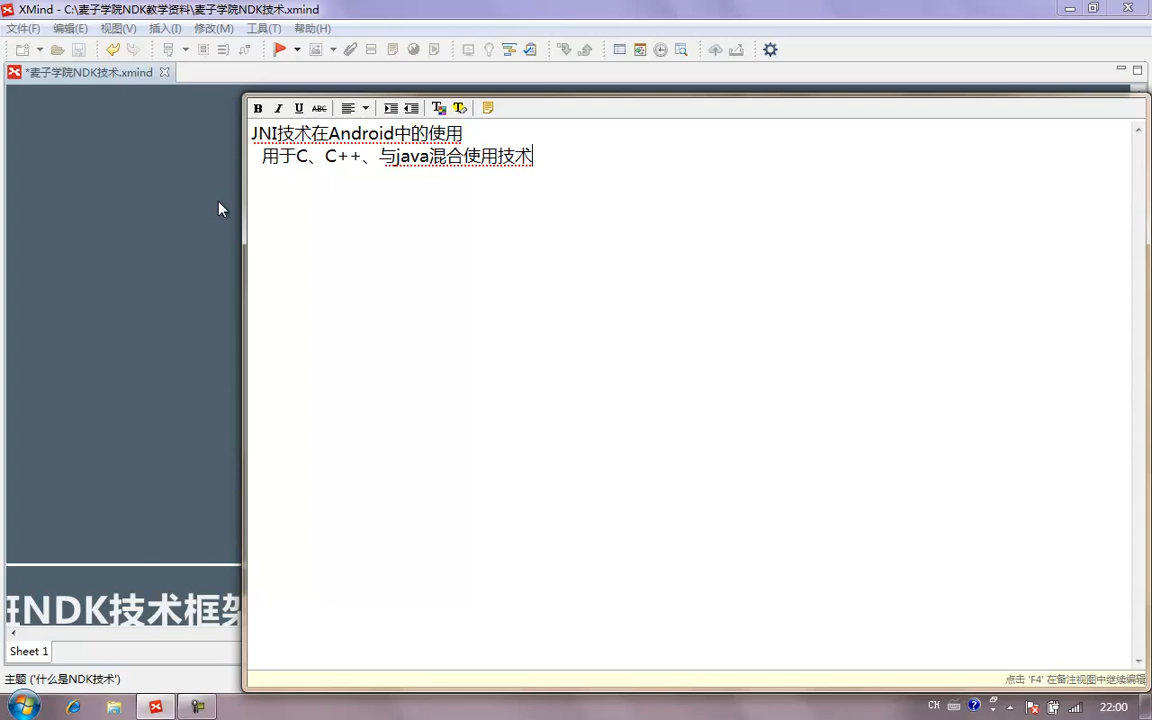 XMind - C:\麦子学院NDK教学资料\麦子学院NDK技术.xmind
文件(F) 编辑(E) 视图(V) 插入(I) 修改(M) 工具(T) 帮助(H)
*麦子学院NDK技术.xmind
B I U ABC
JNI技术在Android中的使用
用于C、C++、与java混合使用技术
NDK技术框架
Sheet 1
点击 'F4' 在备注视图中继续编辑
主题 ('什么是NDK技术')
CH 22:00